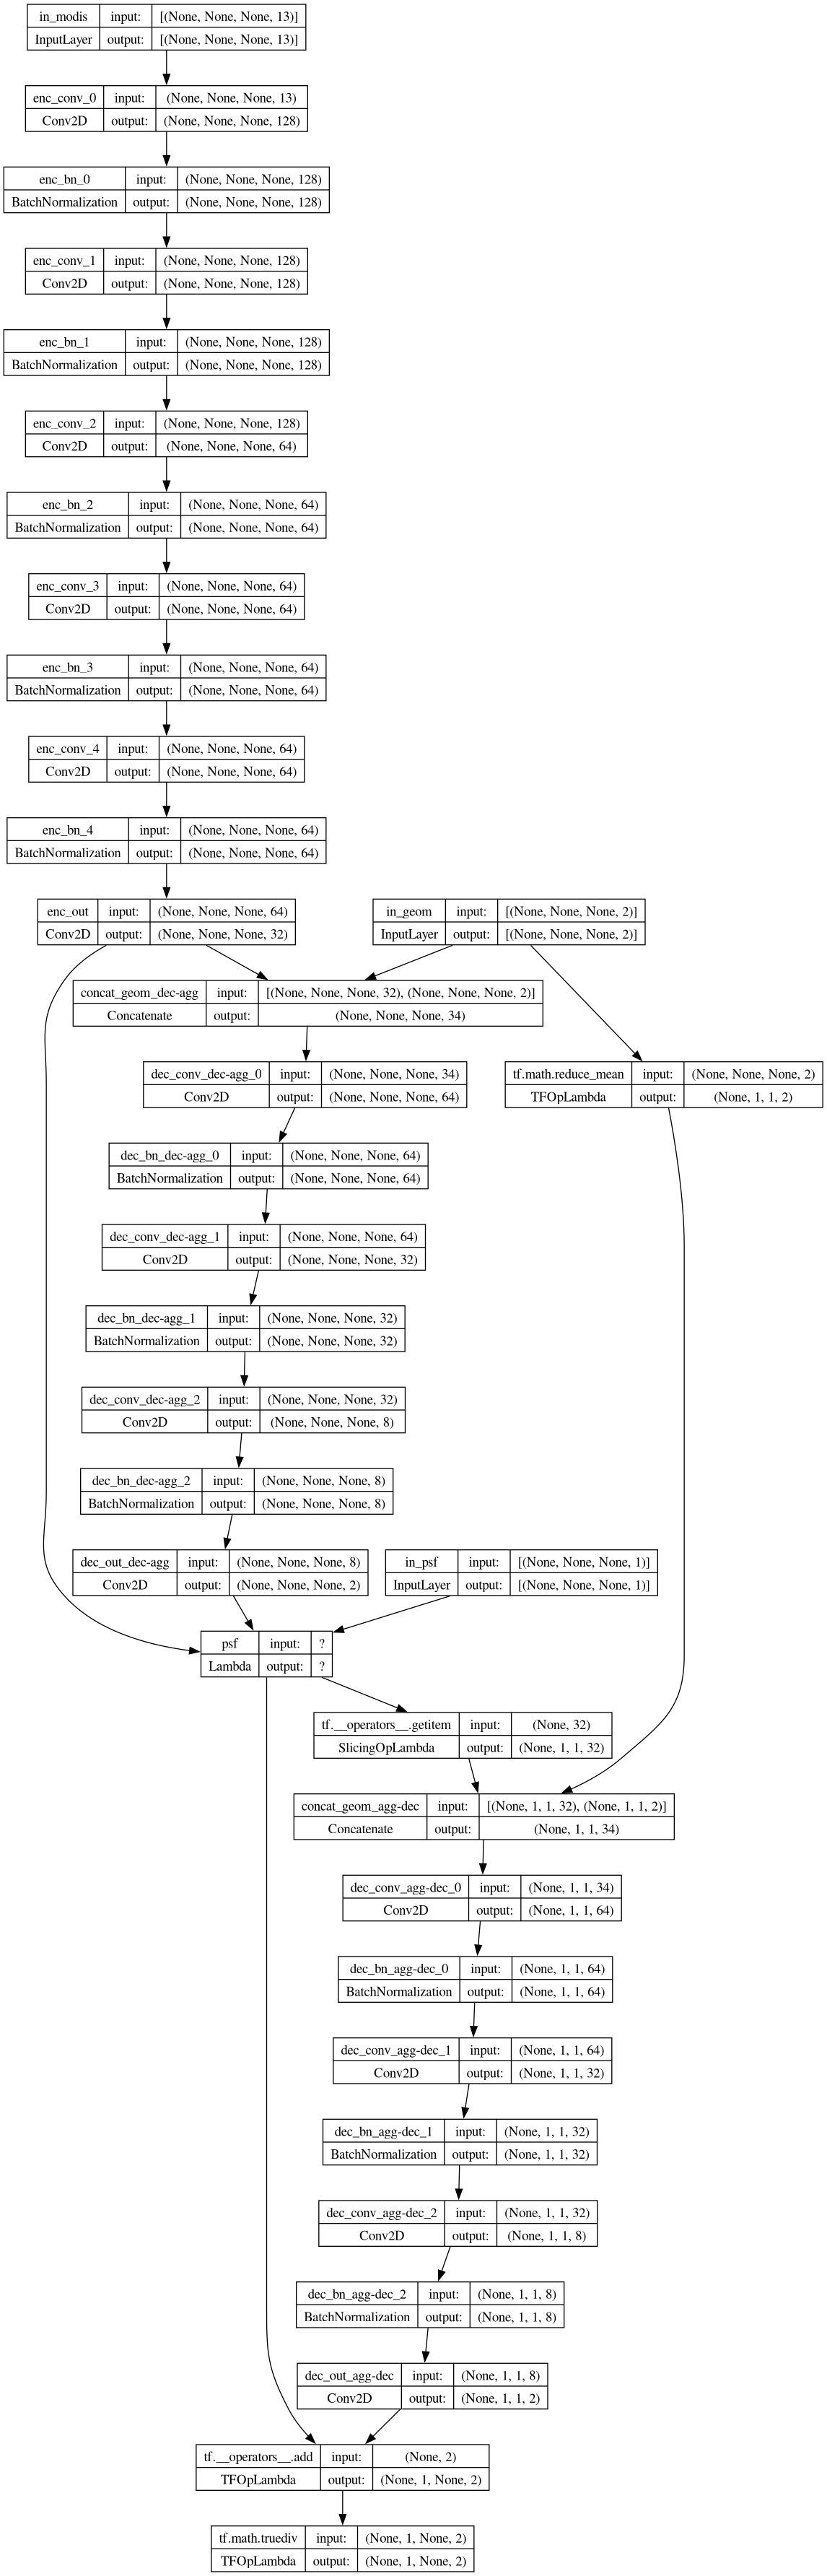 in_modis input: [(None, None, None, 13)]
InputLayer output: [(None, None, None, 13)]
enc_conv_0 input: (None, None, None, 13)
Conv2D output: (None, None, None, 128)
enc_bn_0 input: (None, None, None, 128)
BatchNormalization output: (None, None, None, 128)
enc_conv_1 input: (None, None, None, 128)
Conv2D output: (None, None, None, 128)
enc_bn_1 input: (None, None, None, 128)
BatchNormalization output: (None, None, None, 128)
enc_conv_2 input: (None, None, None, 128)
Conv2D output: (None, None, None, 64)
enc_bn_2 input: (None, None, None, 64)
BatchNormalization output: (None, None, None, 64)
enc_conv_3 input: (None, None, None, 64)
Conv2D output: (None, None, None, 64)
enc_bn_3 input: (None, None, None, 64)
BatchNormalization output: (None, None, None, 64)
enc_conv_4 input: (None, None, None, 64)
Conv2D output: (None, None, None, 64)
enc_bn_4 input: (None, None, None, 64)
BatchNormalization output: (None, None, None, 64)
enc_out input: (None, None, None, 64)
Conv2D output: (None, None, None, 32)
in_geom input: [(None, None, None, 2)]
InputLayer output: [(None, None, None, 2)]
concat_geom_dec-agg input: [(None, None, None, 32), (None, None, None, 2)]
Concatenate output: (None, None, None, 34)
dec_conv_dec-agg_0 input: (None, None, None, 34)
Conv2D output: (None, None, None, 64)
tf.math.reduce_mean input: (None, None, None, 2)
TFOpLambda output: (None, 1, 1, 2)
dec_bn_dec-agg_0 input: (None, None, None, 64)
BatchNormalization output: (None, None, None, 64)
dec_conv_dec-agg_1 input: (None, None, None, 64)
Conv2D output: (None, None, None, 32)
dec_bn_dec-agg_1 input: (None, None, None, 32)
BatchNormalization output: (None, None, None, 32)
dec_conv_dec-agg_2 input: (None, None, None, 32)
Conv2D output: (None, None, None, 8)
dec_bn_dec-agg_2 input: (None, None, None, 8)
BatchNormalization output: (None, None, None, 8)
dec_out_dec-agg input: (None, None, None, 8)
Conv2D output: (None, None, None, 2)
in_psf input: [(None, None, None, 1)]
InputLayer output: [(None, None, None, 1)]
psf input: ?
Lambda output: ?
tf.__operators__.getitem input: (None, 32)
SlicingOpLambda output: (None, 1, 1, 32)
concat_geom_agg-dec input: [(None, 1, 1, 32), (None, 1, 1, 2)]
Concatenate output: (None, 1, 1, 34)
dec_conv_agg-dec_0 input: (None, 1, 1, 34)
Conv2D output: (None, 1, 1, 64)
dec_bn_agg-dec_0 input: (None, 1, 1, 64)
BatchNormalization output: (None, 1, 1, 64)
dec_conv_agg-dec_1 input: (None, 1, 1, 64)
Conv2D output: (None, 1, 1, 32)
dec_bn_agg-dec_1 input: (None, 1, 1, 32)
BatchNormalization output: (None, 1, 1, 32)
dec_conv_agg-dec_2 input: (None, 1, 1, 32)
Conv2D output: (None, 1, 1, 8)
dec_bn_agg-dec_2 input: (None, 1, 1, 8)
BatchNormalization output: (None, 1, 1, 8)
dec_out_agg-dec input: (None, 1, 1, 8)
Conv2D output: (None, 1, 1, 2)
tf.__operators__.add input: (None, 2)
TFOpLambda output: (None, 1, None, 2)
tf.math.truediv input: (None, 1, None, 2)
TFOpLambda output: (None, 1, None, 2)